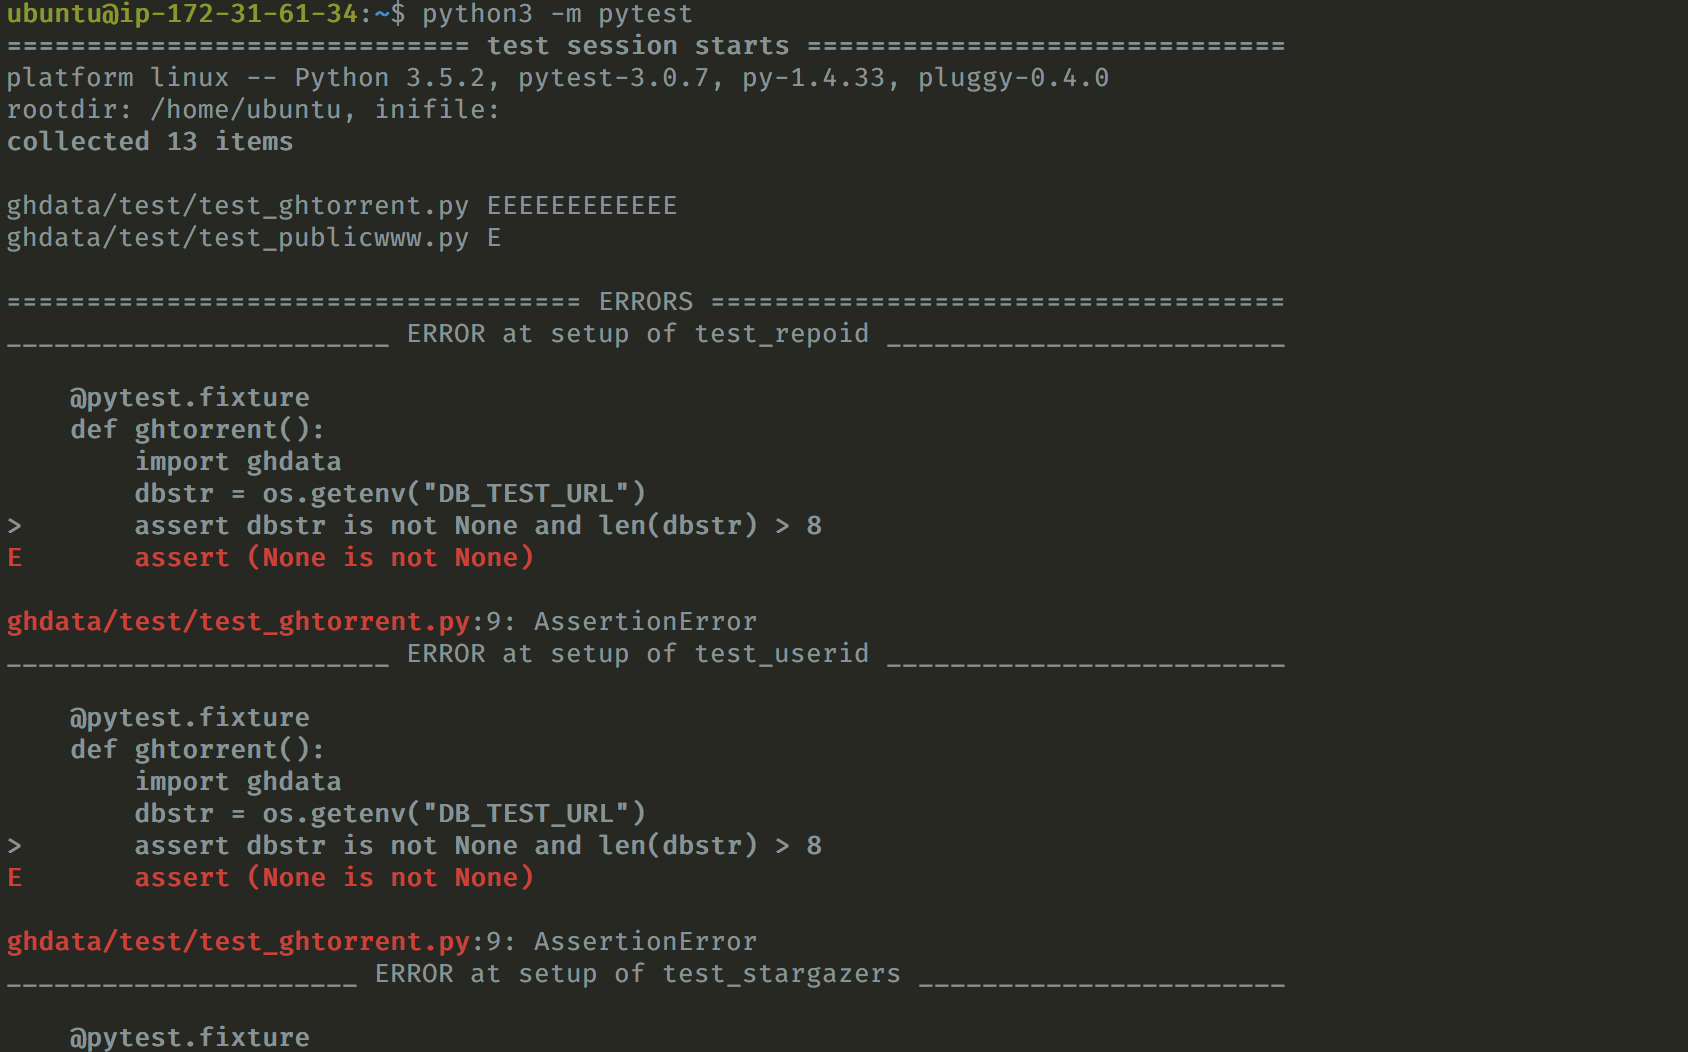 ubuntu@ip-172-31-61-34:~$ python3 -m pytest
============================= test session starts ==============================
platform linux -- Python 3.5.2, pytest-3.0.7, py-1.4.33, pluggy-0.4.0
rootdir: /home/ubuntu, inifile:
collected 13 items
ghdata/test/test_ghtorrent.py EEEEEEEEEEEE
ghdata/test/test_publicwww.py E
==================================== ERRORS ====================================
________________________ ERROR at setup of test_repoid _________________________
    @pytest.fixture
    def ghtorrent():
        import ghdata
        dbstr = os.getenv("DB_TEST_URL")
>       assert dbstr is not None and len(dbstr) > 8
E       assert (None is not None)
ghdata/test/test_ghtorrent.py:9: AssertionError
________________________ ERROR at setup of test_userid _________________________
    @pytest.fixture
    def ghtorrent():
        import ghdata
        dbstr = os.getenv("DB_TEST_URL")
>       assert dbstr is not None and len(dbstr) > 8
E       assert (None is not None)
ghdata/test/test_ghtorrent.py:9: AssertionError
______________________ ERROR at setup of test_stargazers _______________________
    @pytest.fixture